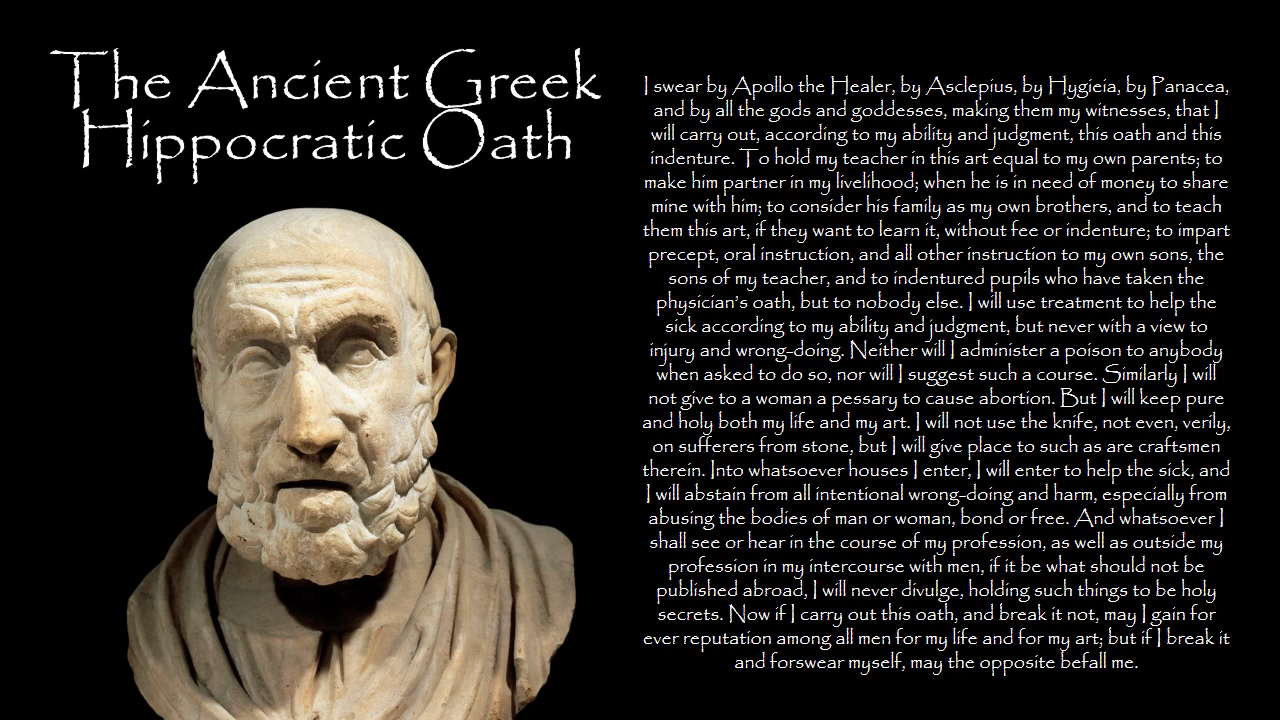 The Ancient Greek
Hippocratic Oath
I swear by Apollo the Healer, by Asclepius, by Hygieia, by Panacea,
and by all the gods and goddesses, making them my witnesses, that I
will carry out, according to my ability and judgment, this oath and this
indenture. To hold my teacher in this art equal to my own parents; to
make him partner in my livelihood; when he is in need of money to share
mine with him; to consider his family as my own brothers, and to teach
them this art, if they want to learn it, without fee or indenture; to impart
precept, oral instruction, and all other instruction to my own sons, the
sons of my teacher, and to indentured pupils who have taken the
physician’s oath, but to nobody else. I will use treatment to help the
sick according to my ability and judgment, but never with a view to
injury and wrong-doing. Neither will I administer a poison to anybody
when asked to do so, nor will I suggest such a course. Similarly I will
not give to a woman a pessary to cause abortion. But I will keep pure
and holy both my life and my art. I will not use the knife, not even, verily,
on sufferers from stone, but I will give place to such as are craftsmen
therein. Into whatsoever houses I enter, I will enter to help the sick, and
I will abstain from all intentional wrong-doing and harm, especially from
abusing the bodies of man or woman, bond or free. And whatsoever I
shall see or hear in the course of my profession, as well as outside my
profession in my intercourse with men, if it be what should not be
published abroad, I will never divulge, holding such things to be holy
secrets. Now if I carry out this oath, and break it not, may I gain for
ever reputation among all men for my life and for my art; but if I break it
and forswear myself, may the opposite befall me.